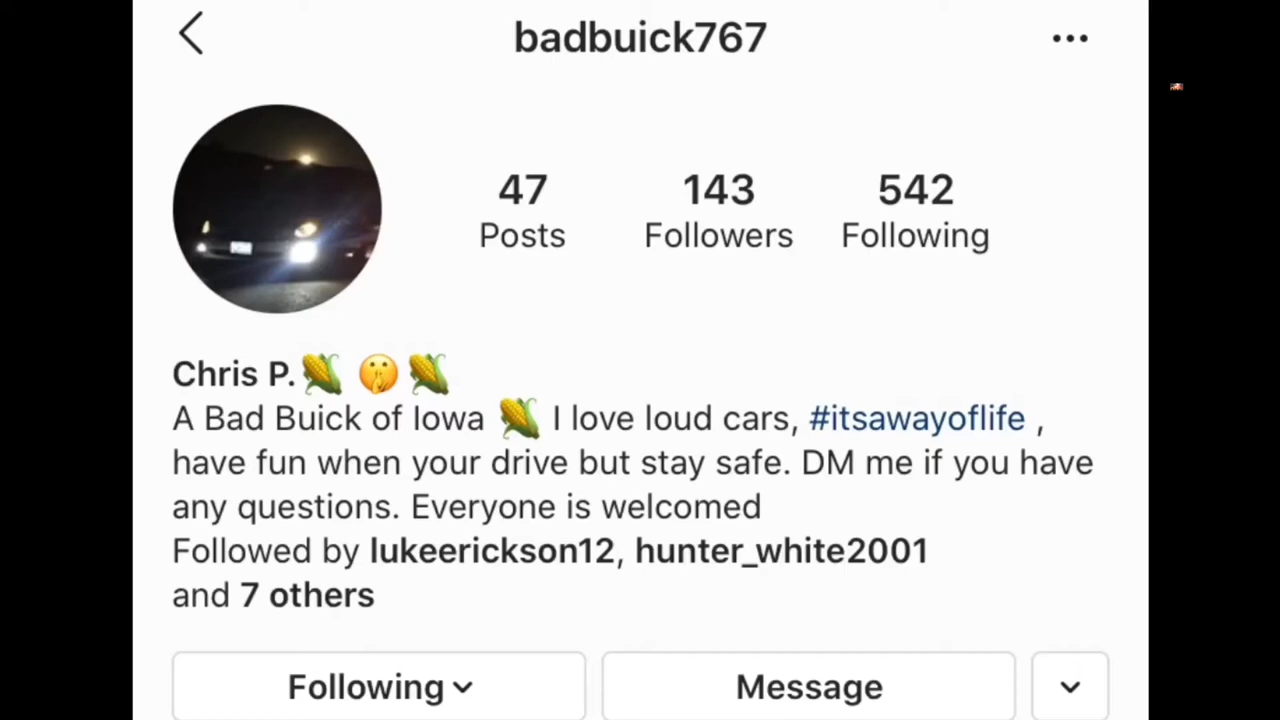 badbuick767
47 143 542
Posts Followers Following
Chris P.🌽 🤫 🌽
A Bad Buick of Iowa 🌽 I love loud cars, #itsawayoflife ,
have fun when your drive but stay safe. DM me if you have
any questions. Everyone is welcomed
Followed by lukeerickson12, hunter_white2001
and 7 others
Following Message